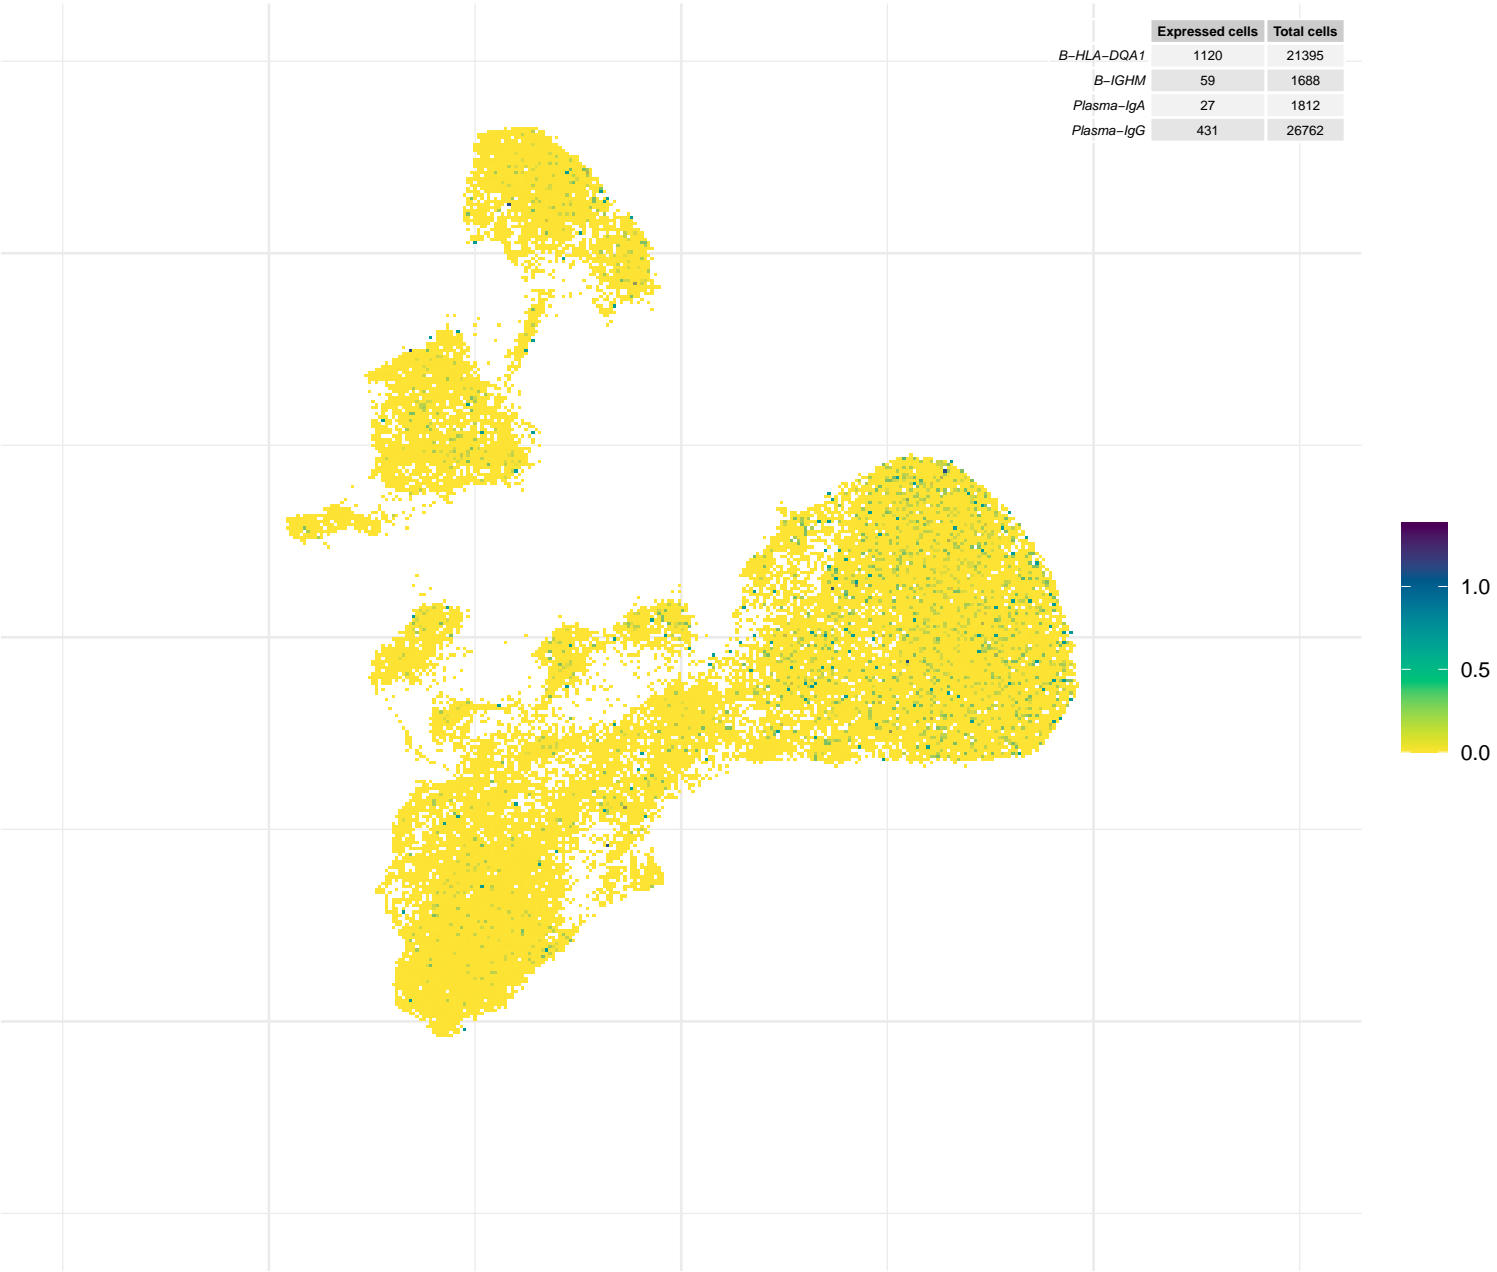 Expressed cells Total cells
B−HLA−DQA1 1120 21395
B−IGHM 59 1688
Plasma−IgA 27 1812
Plasma−IgG 431 26762
1.0
0.5
0.0